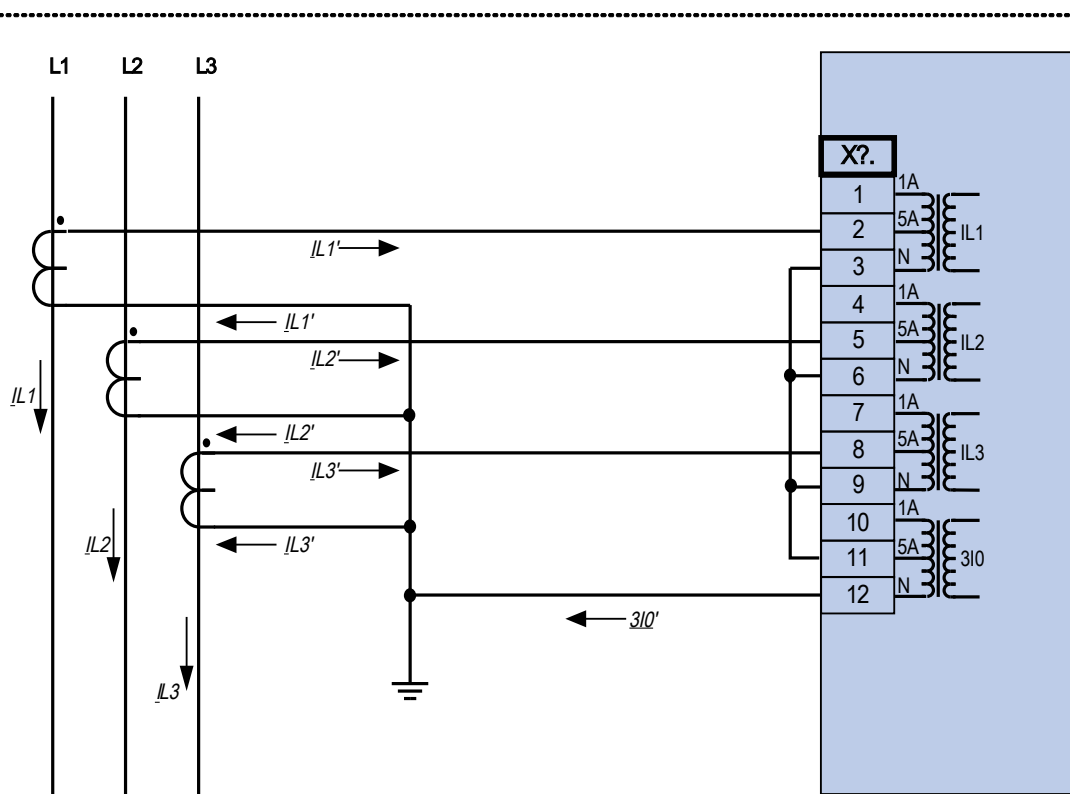 L1 L2 L3
X?.
1 1A
2 5A IL1
3 N
4 1A
5 5A IL2
6 N
7 1A
8 5A IL3
9 N
10 1A
11 5A 3I0
12 N
IL1'
IL1'
IL2'
IL1
IL2'
IL3'
IL2
IL3'
3I0'
IL3